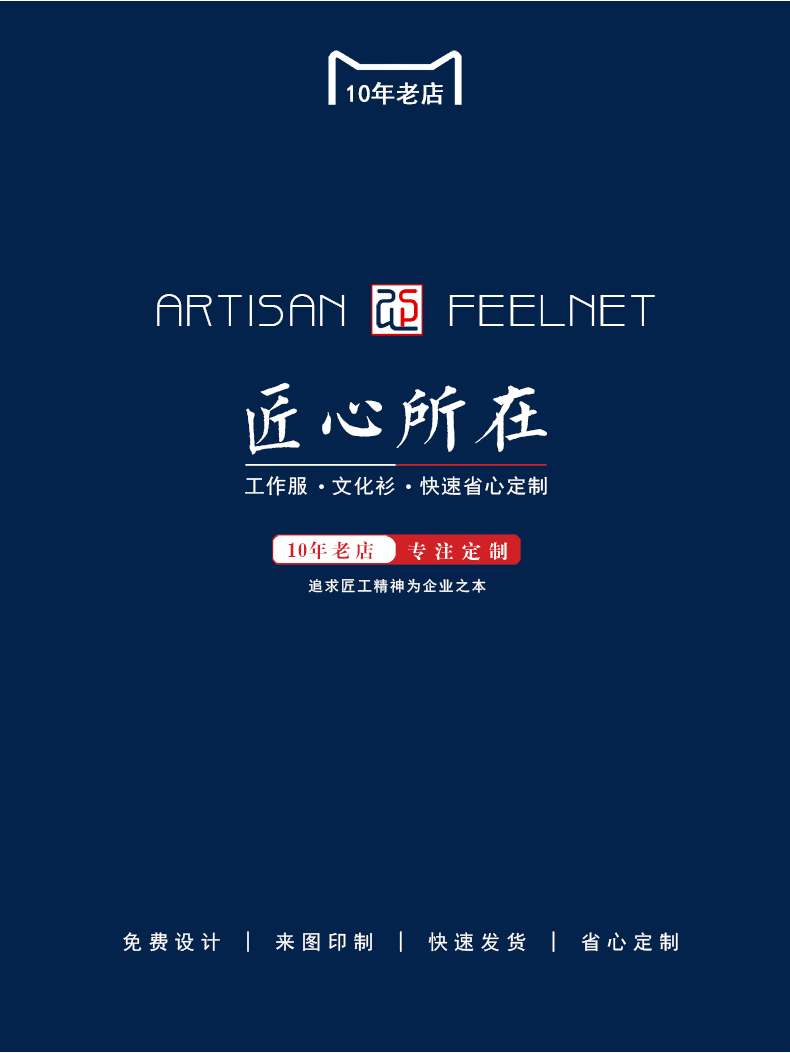 10年老店
ARTISAN FEELNET
匠心所在
工作服·文化衫·快速省心定制
10年老店 专注定制
追求匠工精神为企业之本
免费设计 | 来图印制 | 快速发货 | 省心定制